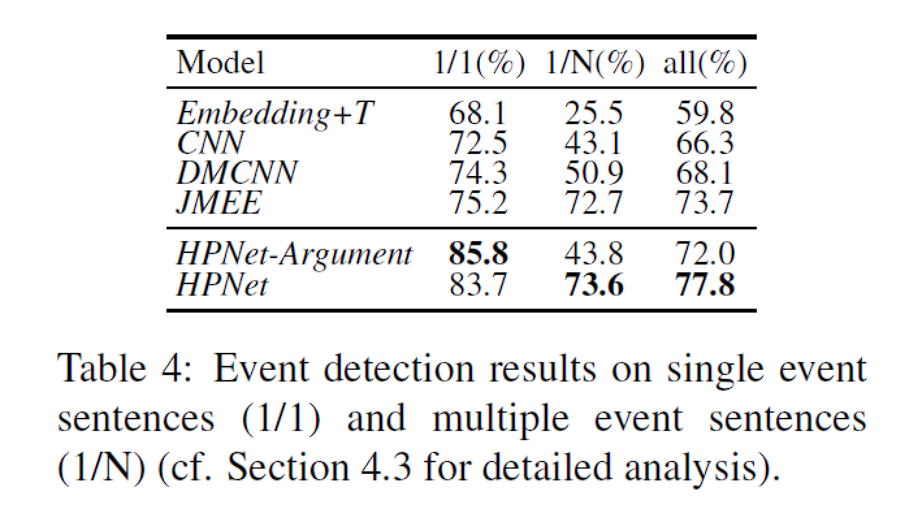 Model 1/1(%) 1/N(%) all(%)
Embedding+T 68.1 25.5 59.8
CNN 72.5 43.1 66.3
DMCNN 74.3 50.9 68.1
JMEE 75.2 72.7 73.7
HPNet-Argument 85.8 43.8 72.0
HPNet 83.7 73.6 77.8
Table 4: Event detection results on single event
sentences (1/1) and multiple event sentences
(1/N) (cf. Section 4.3 for detailed analysis).